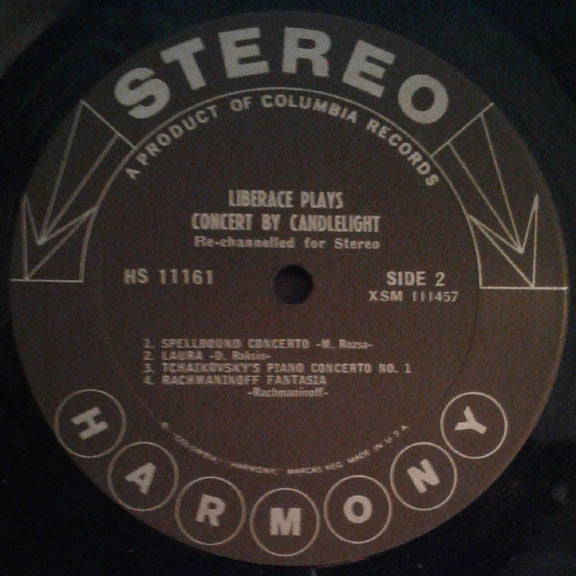 STEREO
A PRODUCT OF COLUMBIA RECORDS
LIBERACE PLAYS
CONCERT BY CANDLELIGHT
Re-channelled for Stereo
HS 11161
SIDE 2
XSM 111457
1. SPELLBOUND CONCERTO -M. Rozsa-
2. LAURA -D. Raksin-
3. TCHAIKOVSKY'S PIANO CONCERTO NO. 1
4. RACHMANINOFF FANTASIA
-Rachmaninoff-
® "COLUMBIA," "HARMONY," MARCAS REG. MADE IN U.S.A.
HARMONY